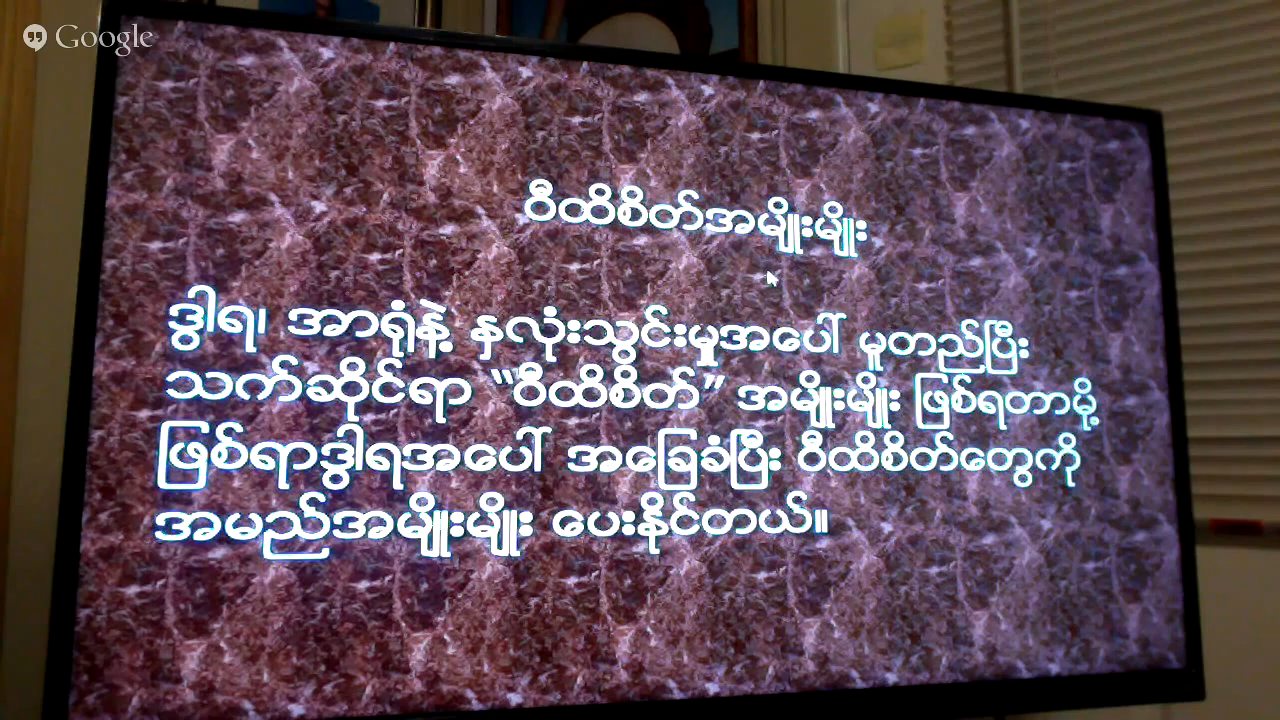 Google
ဝီထိစိတ်အမျိုးမျိုး
ဒွါရ၊ အာရုံနဲ့ နှလုံးသွင်းမှုအပေါ် မူတည်ပြီး
သက်ဆိုင်ရာ “ဝီထိစိတ်” အမျိုးမျိုး ဖြစ်ရတာမို့
ဖြစ်ရာဒွါရအပေါ် အခြေခံပြီး ဝီထိစိတ်တွေကို
အမည်အမျိုးမျိုး ပေးနိုင်တယ်။